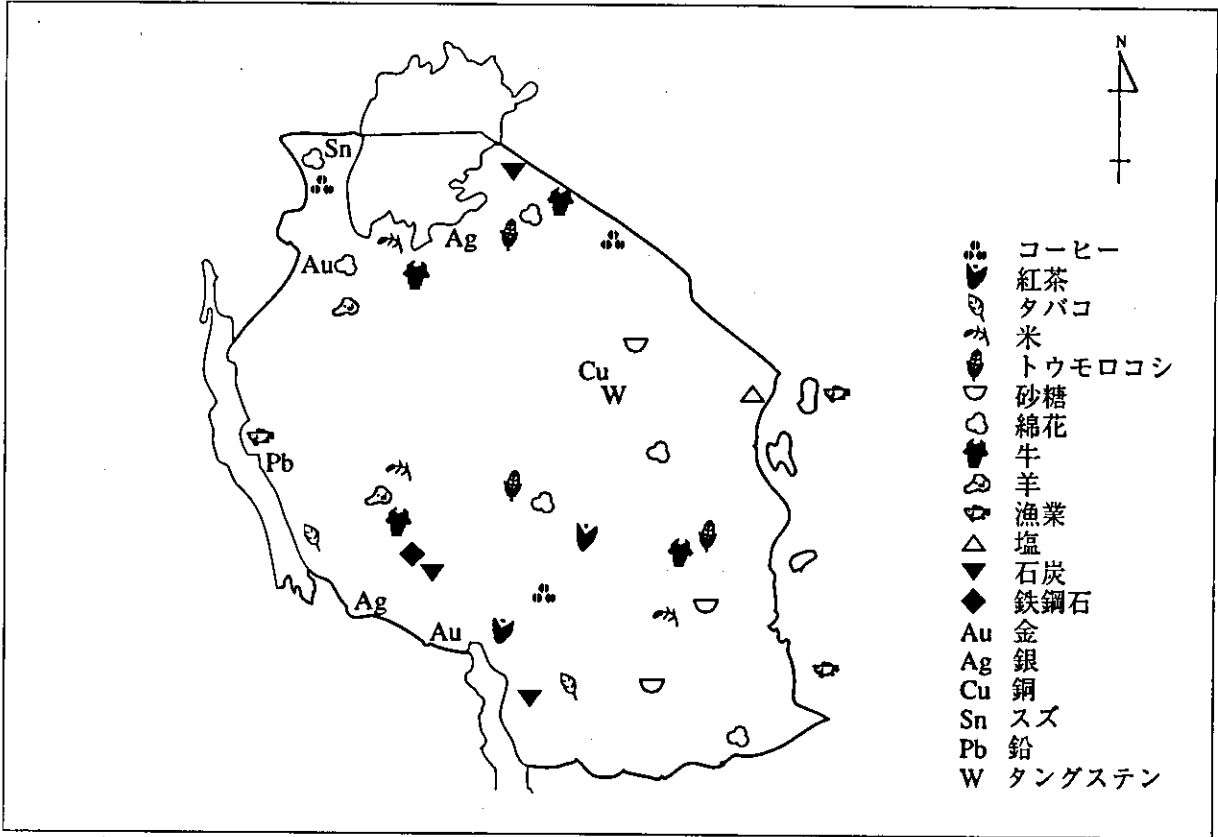 N
Sn
Ag
Au
Cu
W
Pb
Ag
Au
コーヒー
紅茶
タバコ
米
トウモロコシ
砂糖
綿花
牛
羊
漁業
塩
石炭
鉄鋼石
Au 金
Ag 銀
Cu 銅
Sn スズ
Pb 鉛
W タングステン